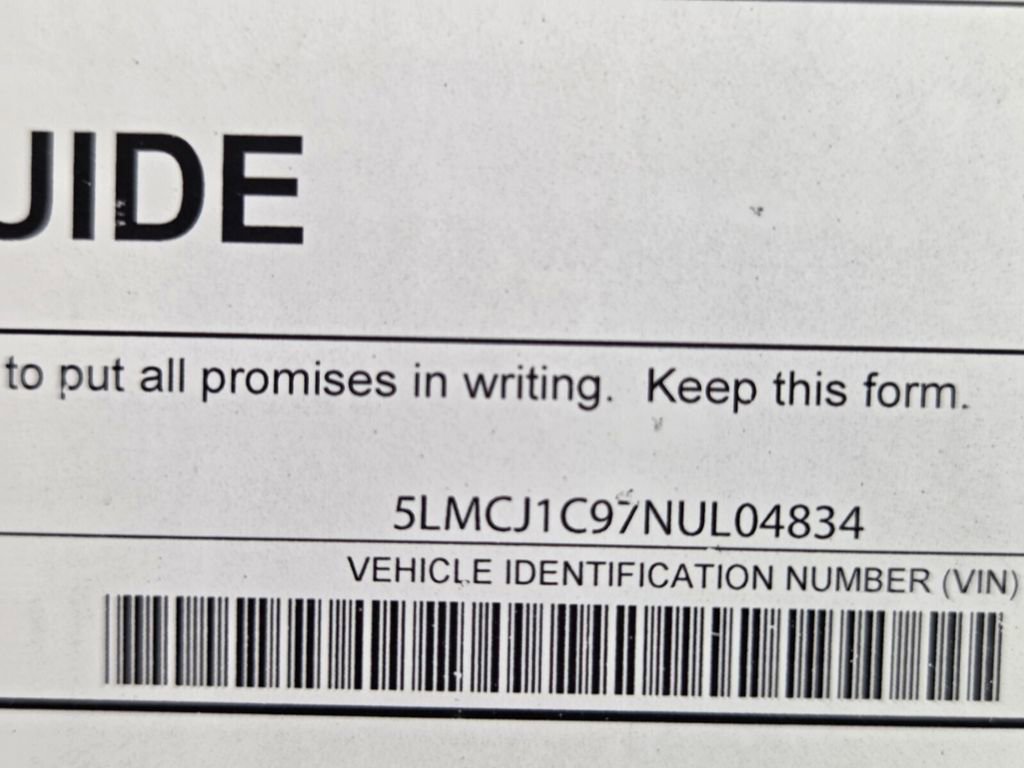 UIDE
to put all promises in writing. Keep this form.
5LMCJ1C97NUL04834
VEHICLE IDENTIFICATION NUMBER (VIN)